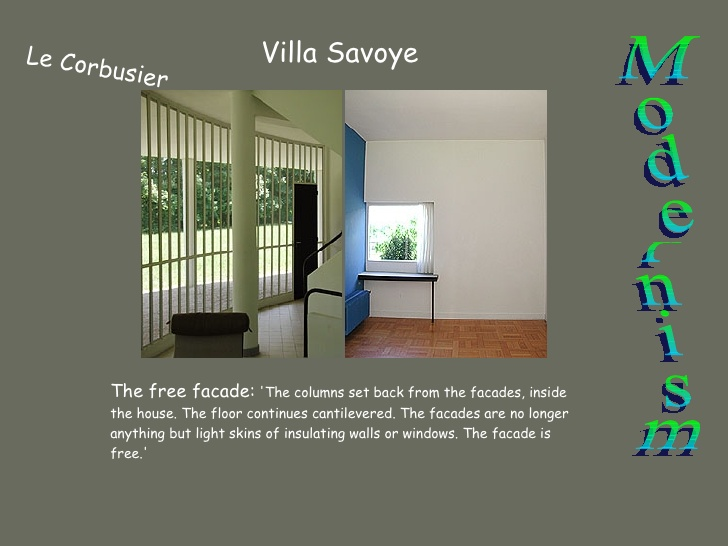 Le Corbusier
Villa Savoye
Modernism
The free facade: 'The columns set back from the facades, inside
the house. The floor continues cantilevered. The facades are no longer
anything but light skins of insulating walls or windows. The facade is
free.'